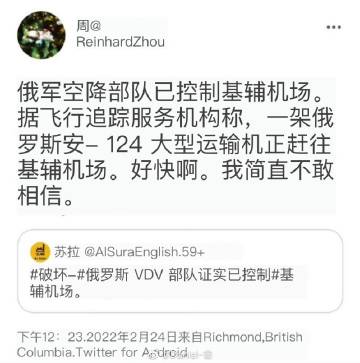 周@
ReinhardZhou
俄军空降部队已控制基辅机场。
据飞行追踪服务机构称，一架俄
罗斯安– 124 大型运输机正赶往
基辅机场。好快啊。我简直不敢
相信。
苏拉 @AlSuraEnglish.59+
#破坏-#俄罗斯 VDV 部队证实已控制#基
辅机场。
下午12：23.2022年2月24日来自Richmond,British
Columbia.Twitter for Android